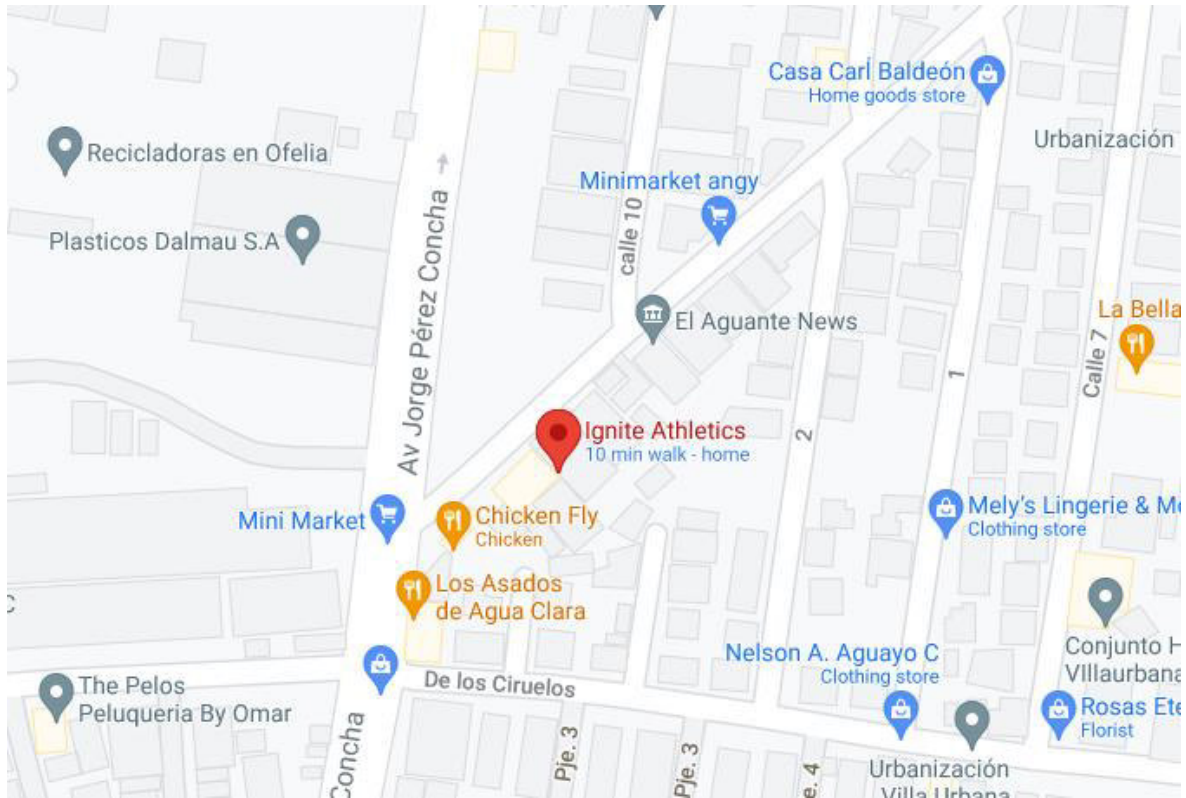 Casa Carl Baldeón
Home goods store
Recicladoras en Ofelia
Urbanización
Minimarket angy
Av Jorge Pérez Concha
Plasticos Dalmau S.A
calle 10
El Aguante News
La Bella
Calle 7
1
2
Ignite Athletics
10 min walk - home
Mini Market
Chicken Fly
Chicken
Mely's Lingerie &
Clothing store
Los Asados
de Agua Clara
Nelson A. Aguayo C
Clothing store
Conjunto
Villaurbana
De los Ciruelos
The Pelos
Peluqueria By Omar
Rosas
Florist
Concha
Pje. 3
Pje. 3
e. 4
Urbanización
Villa Urbana